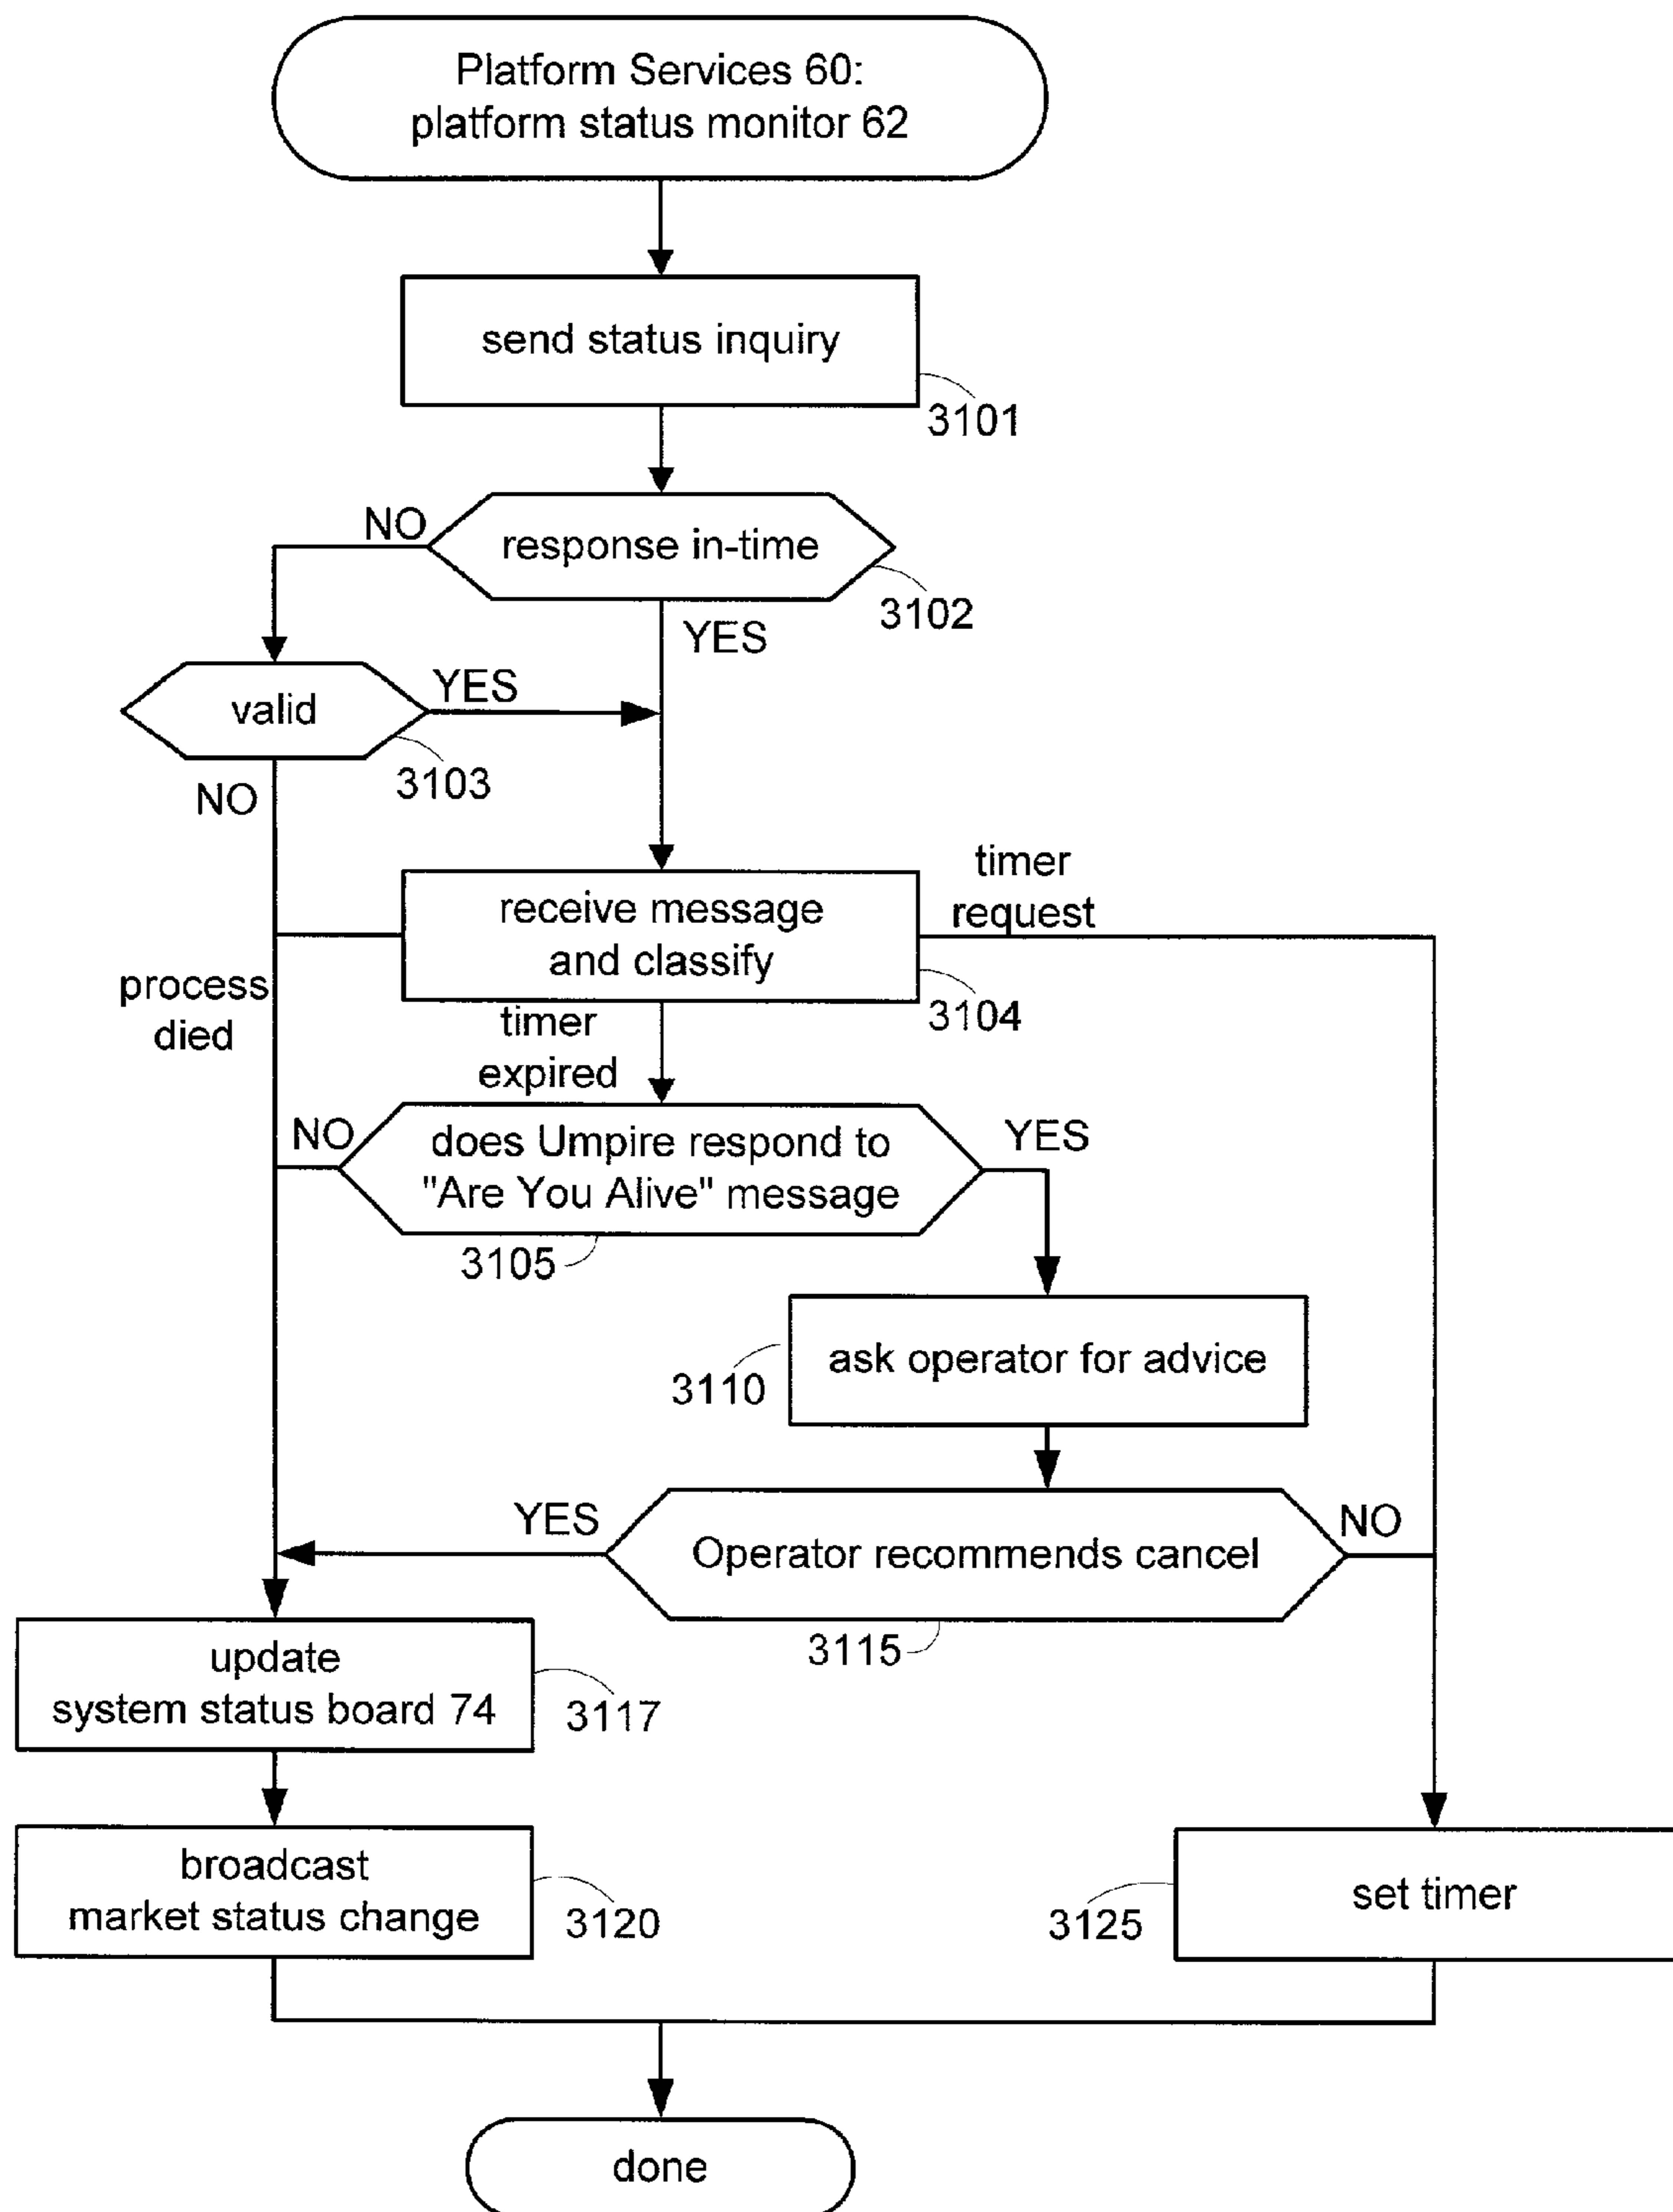 Platform Services 60:
platform status monitor 62
send status inquiry
3101
NO
response in-time
3102
YES
valid
YES
3103
NO
timer
request
receive message
and classify
3104
process
died
timer
expired
NO
does Umpire respond to
"Are You Alive" message
YES
3105
ask operator for advice
3110
YES
Operator recommends cancel
NO
3115
update
system status board 74
3117
broadcast
market status change
3120
set timer
3125
done